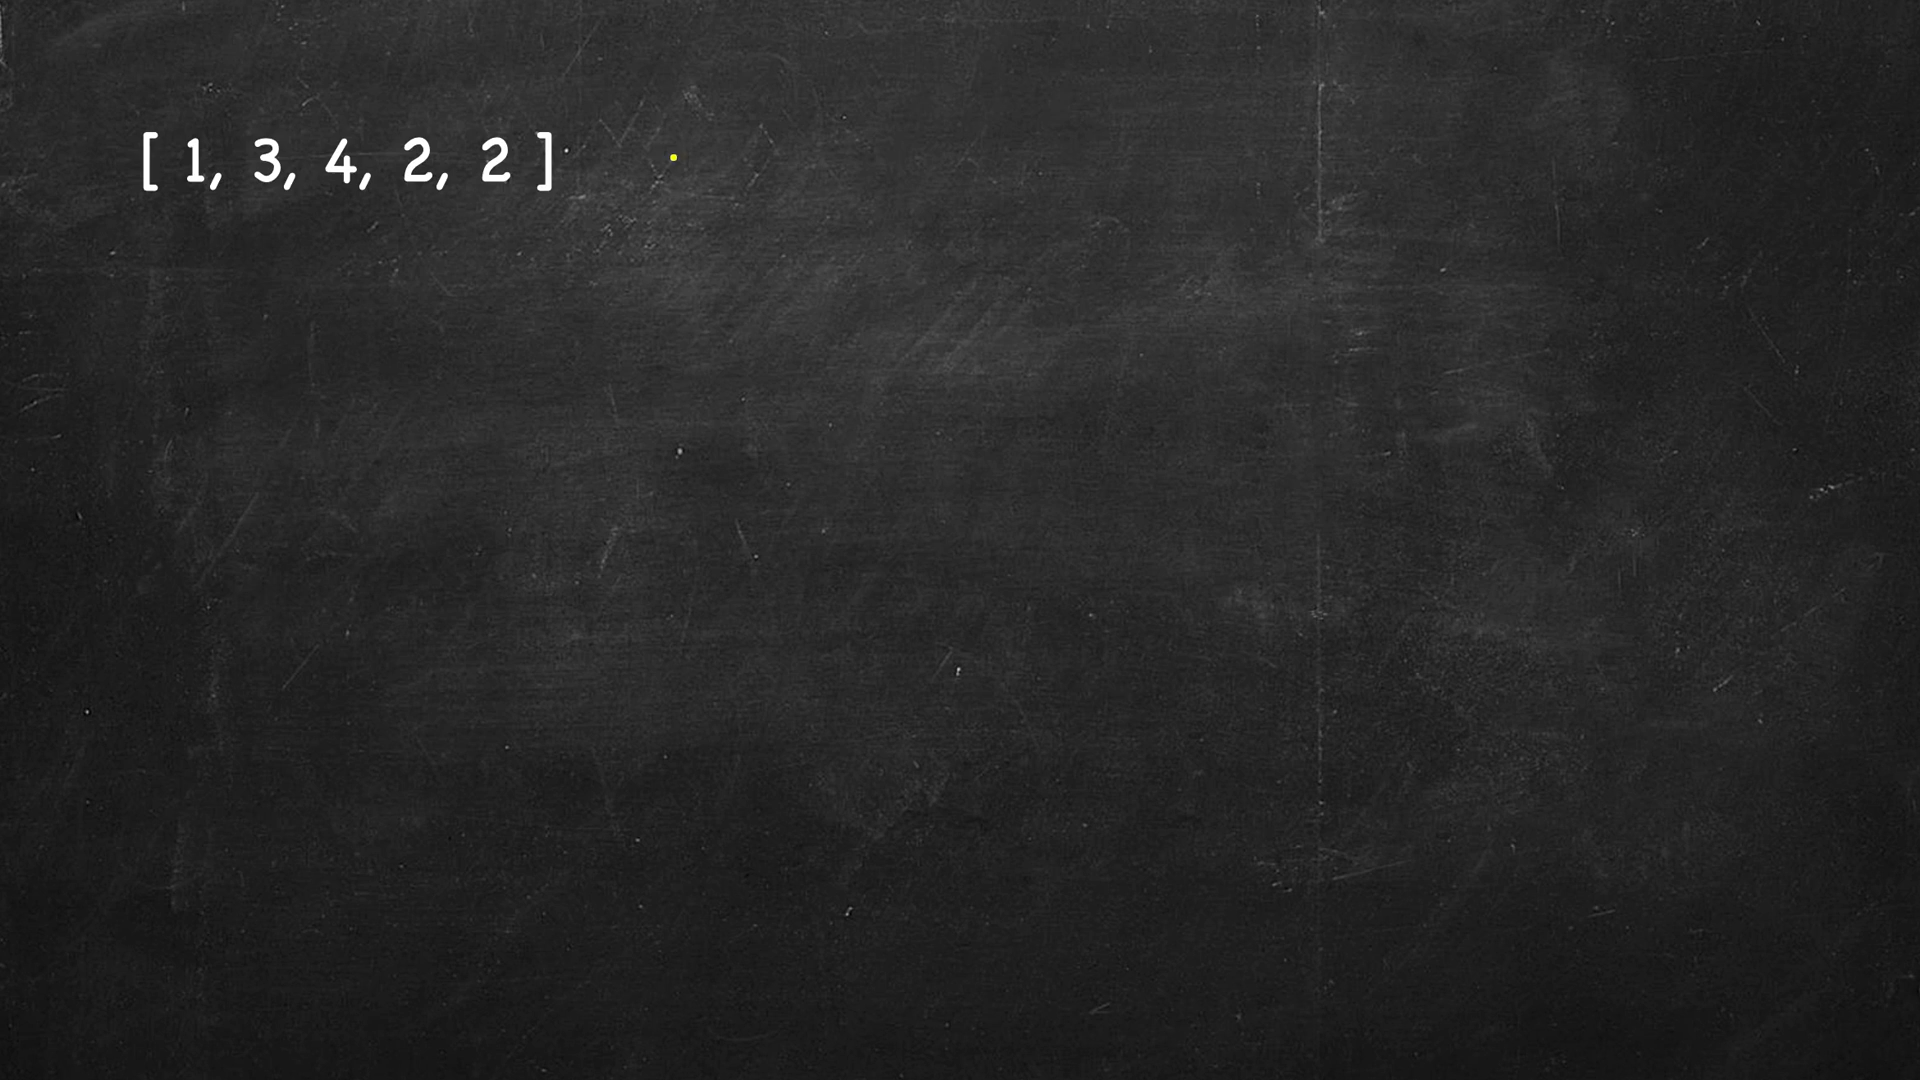 [ 1, 3, 4, 2, 2 ]